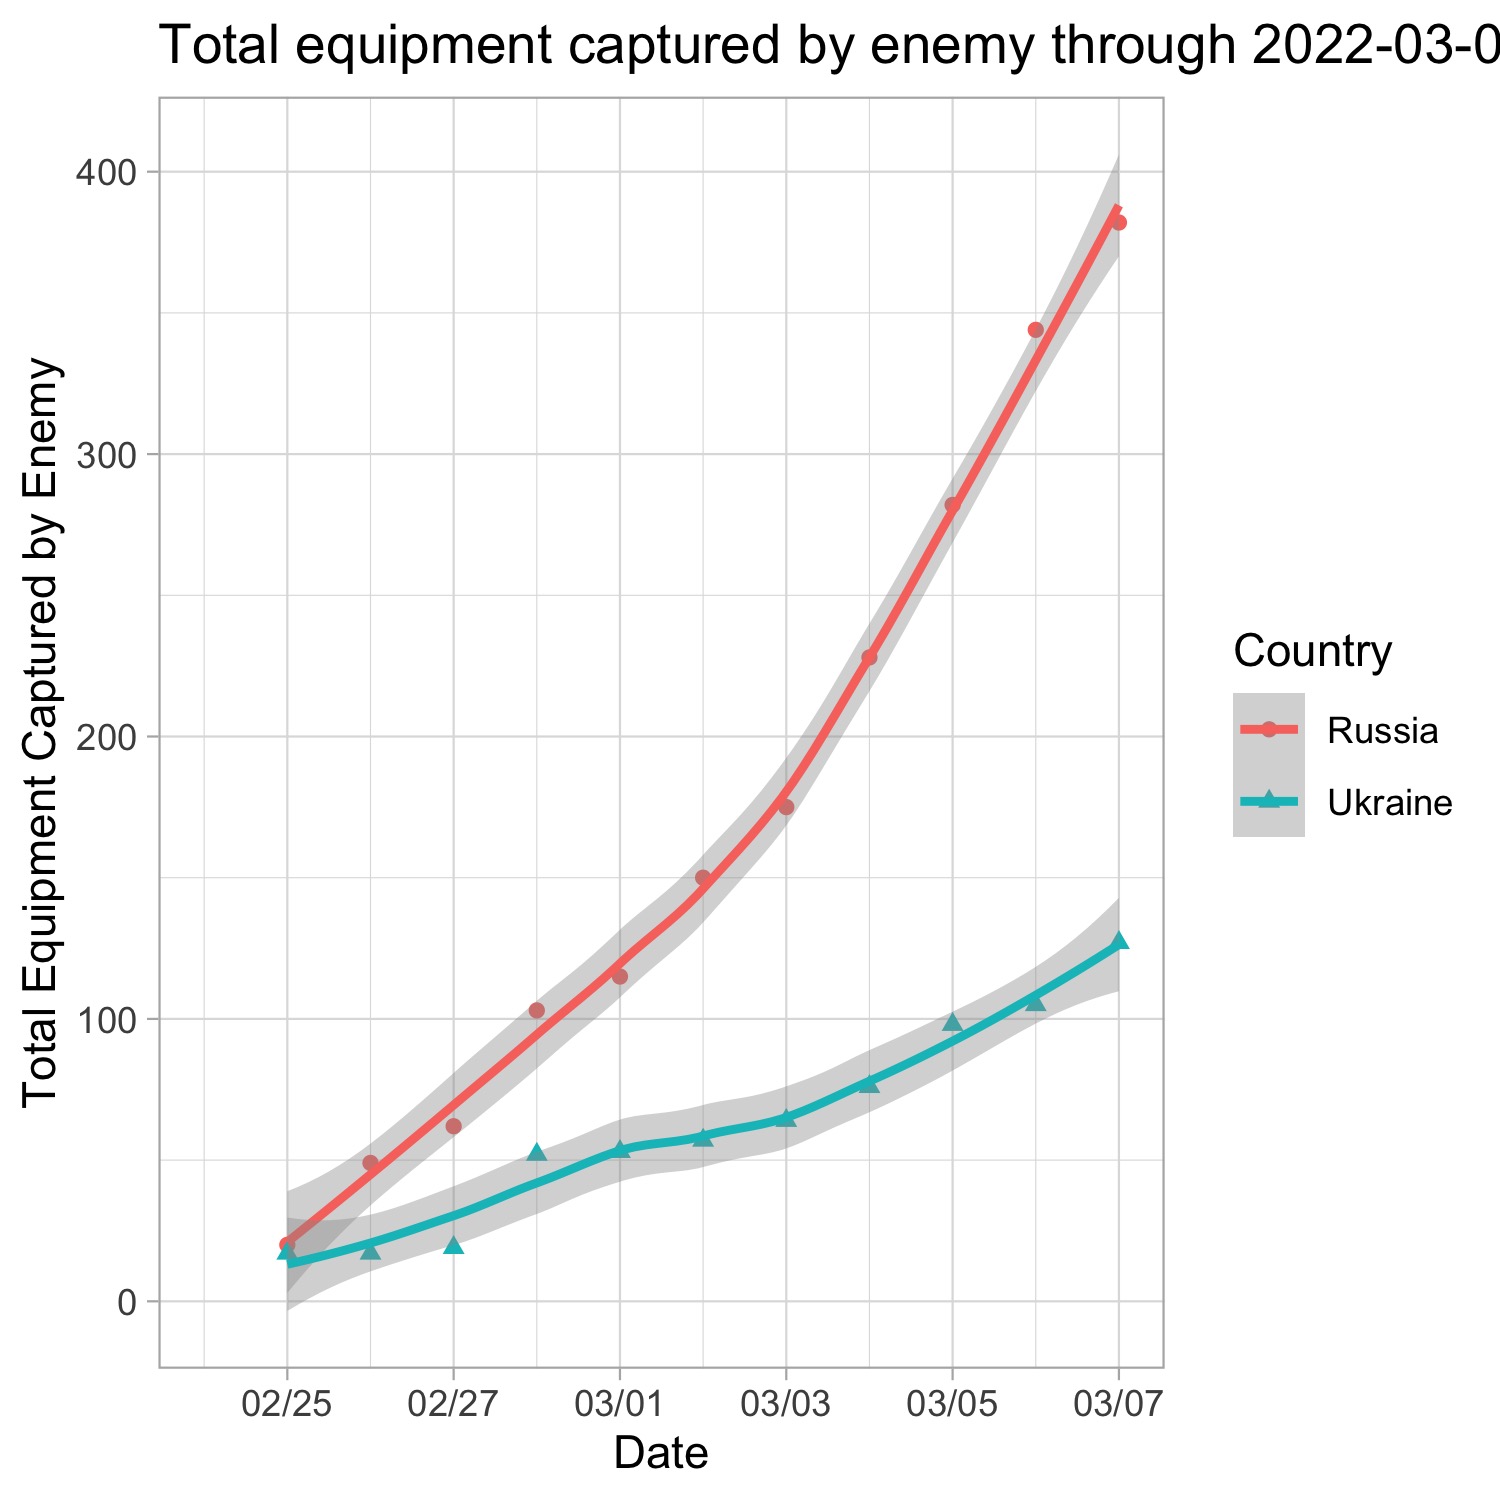 Total equipment captured by enemy through 2022-03-0
Total Equipment Captured by Enemy
400
300
200
100
0
02/25 02/27 03/01 03/03 03/05 03/07
Date
Country
Russia
Ukraine